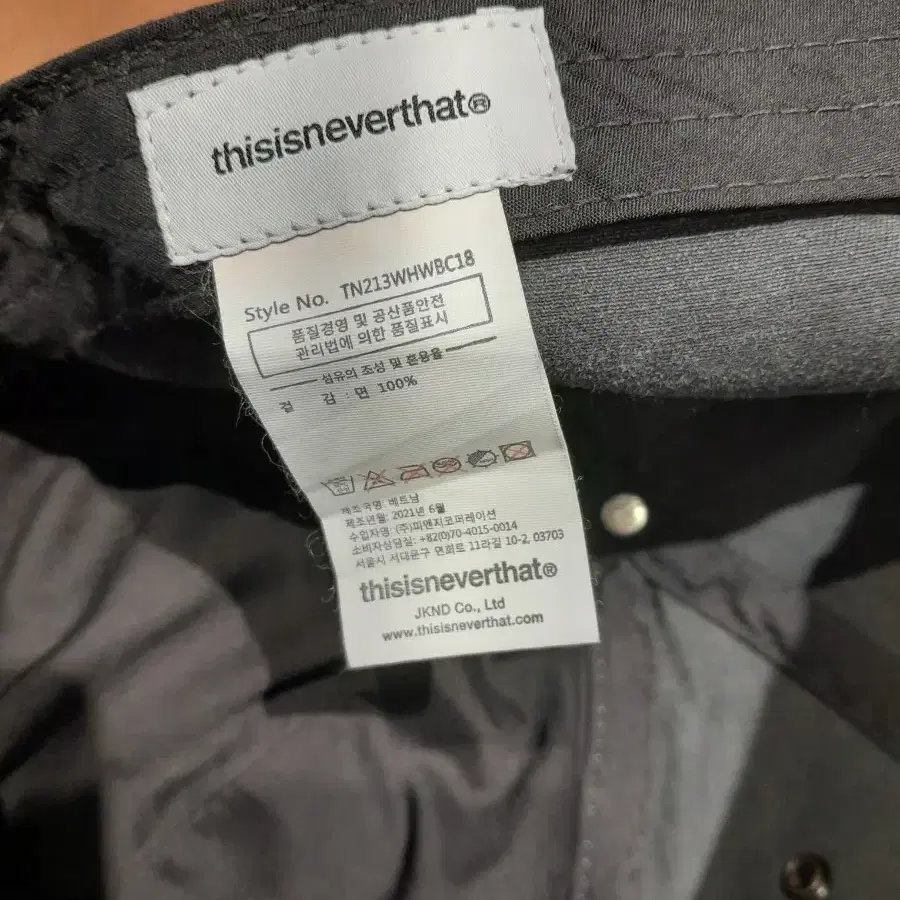 thisisneverthat®
Style No. TN213WHWBC18
품질경영 및 공산품안전
관리법에 의한 품질표시
섬유의 조성 및 혼용율
겉 감 : 면 100%
제조국명: 베트남
제조년월: 2021년 6월
수입자명: (주)피엔지코퍼레이션
소비자상담실: +82(0)70-4015-0014
서울시 서대문구 연희로 11라길 10-2, 03703
thisisneverthat®
JKND Co., Ltd
www.thisisneverthat.com